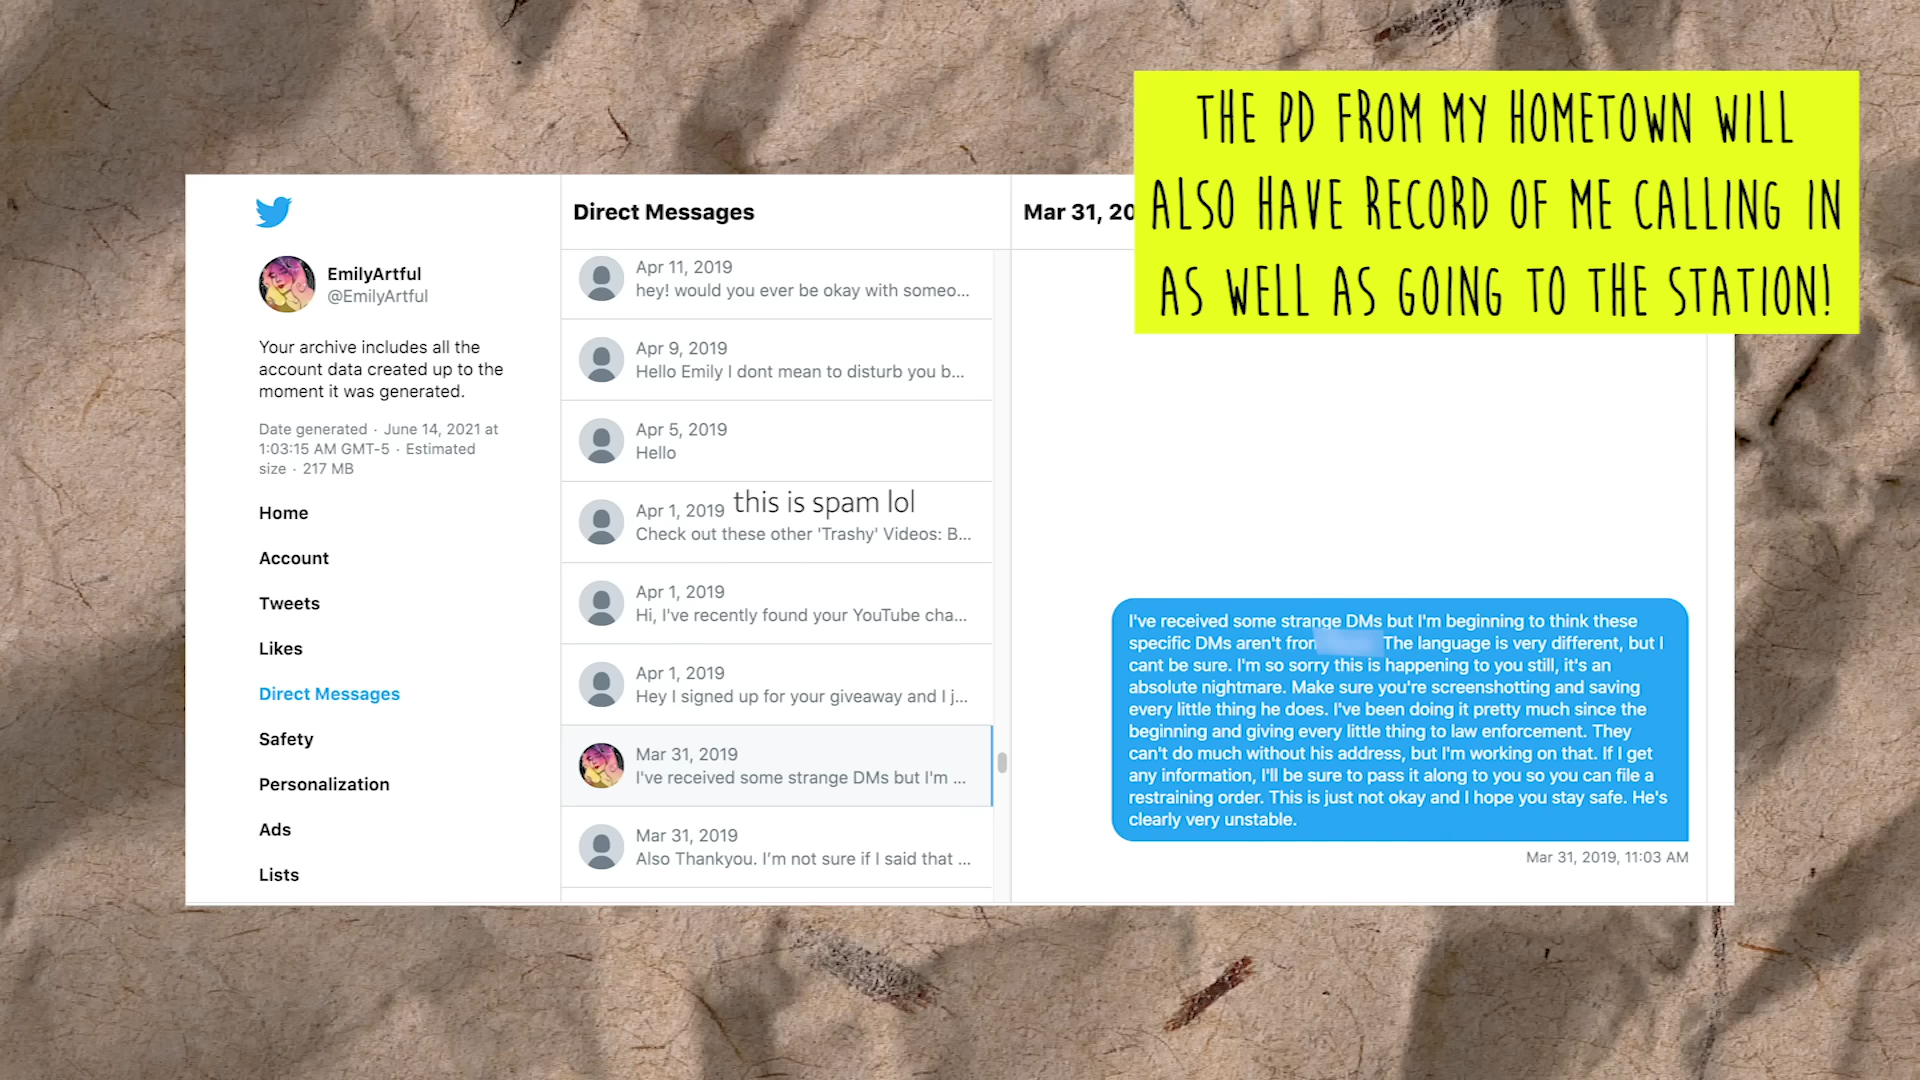 THE PD FROM MY HOMETOWN WILL
ALSO HAVE RECORD OF ME CALLING IN
AS WELL AS GOING TO THE STATION!
EmilyArtful
@EmilyArtful
Your archive includes all the
account data created up to the
moment it was generated.
Date generated · June 14, 2021 at
1:03:15 AM GMT-5 · Estimated
size · 217 MB
Home
Account
Tweets
Likes
Direct Messages
Safety
Personalization
Ads
Lists
Direct Messages
Apr 11, 2019
hey! would you ever be okay with someo...
Apr 9, 2019
Hello Emily I dont mean to disturb you b...
Apr 5, 2019
Hello
Apr 1, 2019
this is spam lol
Check out these other 'Trashy' Videos: B...
Apr 1, 2019
Hi, I've recently found your YouTube cha...
Apr 1, 2019
Hey I signed up for your giveaway and I j...
Mar 31, 2019
I've received some strange DMs but I'm ...
Mar 31, 2019
Also Thankyou. I'm not sure if I said that ...
Mar 31, 20
I've received some strange DMs but I'm beginning to think these
specific DMs aren't from The language is very different, but I
cant be sure. I'm so sorry this is happening to you still, it's an
absolute nightmare. Make sure you're screenshotting and saving
every little thing he does. I've been doing it pretty much since the
beginning and giving every little thing to law enforcement. They
can't do much without his address, but I'm working on that. If I get
any information, I'll be sure to pass it along to you so you can file a
restraining order. This is just not okay and I hope you stay safe. He's
clearly very unstable.
Mar 31, 2019, 11:03 AM